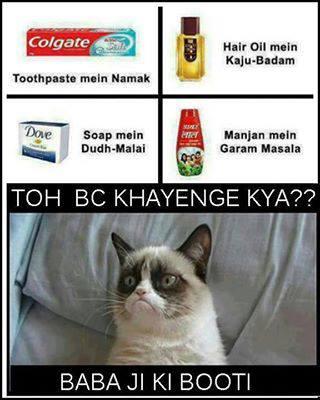 Colgate
Salt
Toothpaste mein Namak
Hair Oil mein
Kaju-Badam
Dove
Soap mein
Dudh-Malai
लाल
Manjan mein
Garam Masala
TOH BC KHAYENGE KYA??
BABA JI KI BOOTI